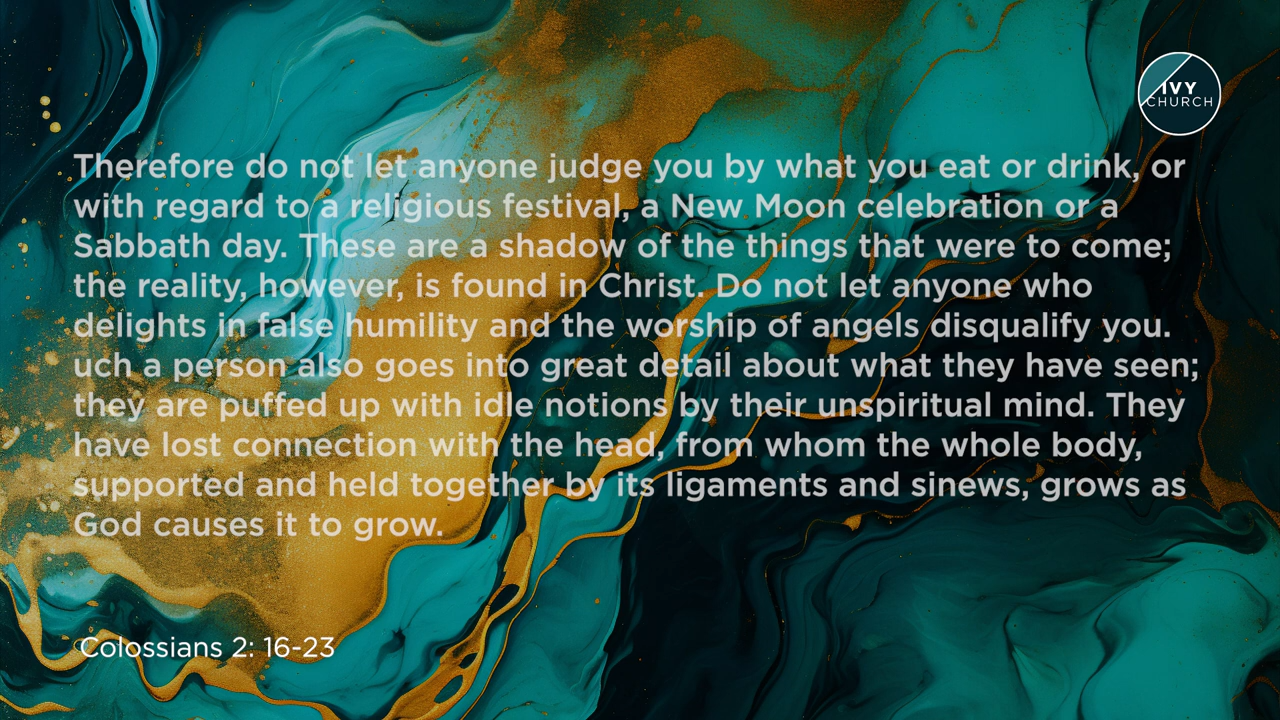 IVY
CHURCH
Therefore do not let anyone judge you by what you eat or drink, or
with regard to a religious festival, a New Moon celebration or a
Sabbath day. These are a shadow of the things that were to come;
the reality, however, is found in Christ. Do not let anyone who
delights in false humility and the worship of angels disqualify you.
uch a person also goes into great detail about what they have seen;
they are puffed up with idle notions by their unspiritual mind. They
have lost connection with the head, from whom the whole body,
supported and held together by its ligaments and sinews, grows as
God causes it to grow.
Colossians 2: 16-23